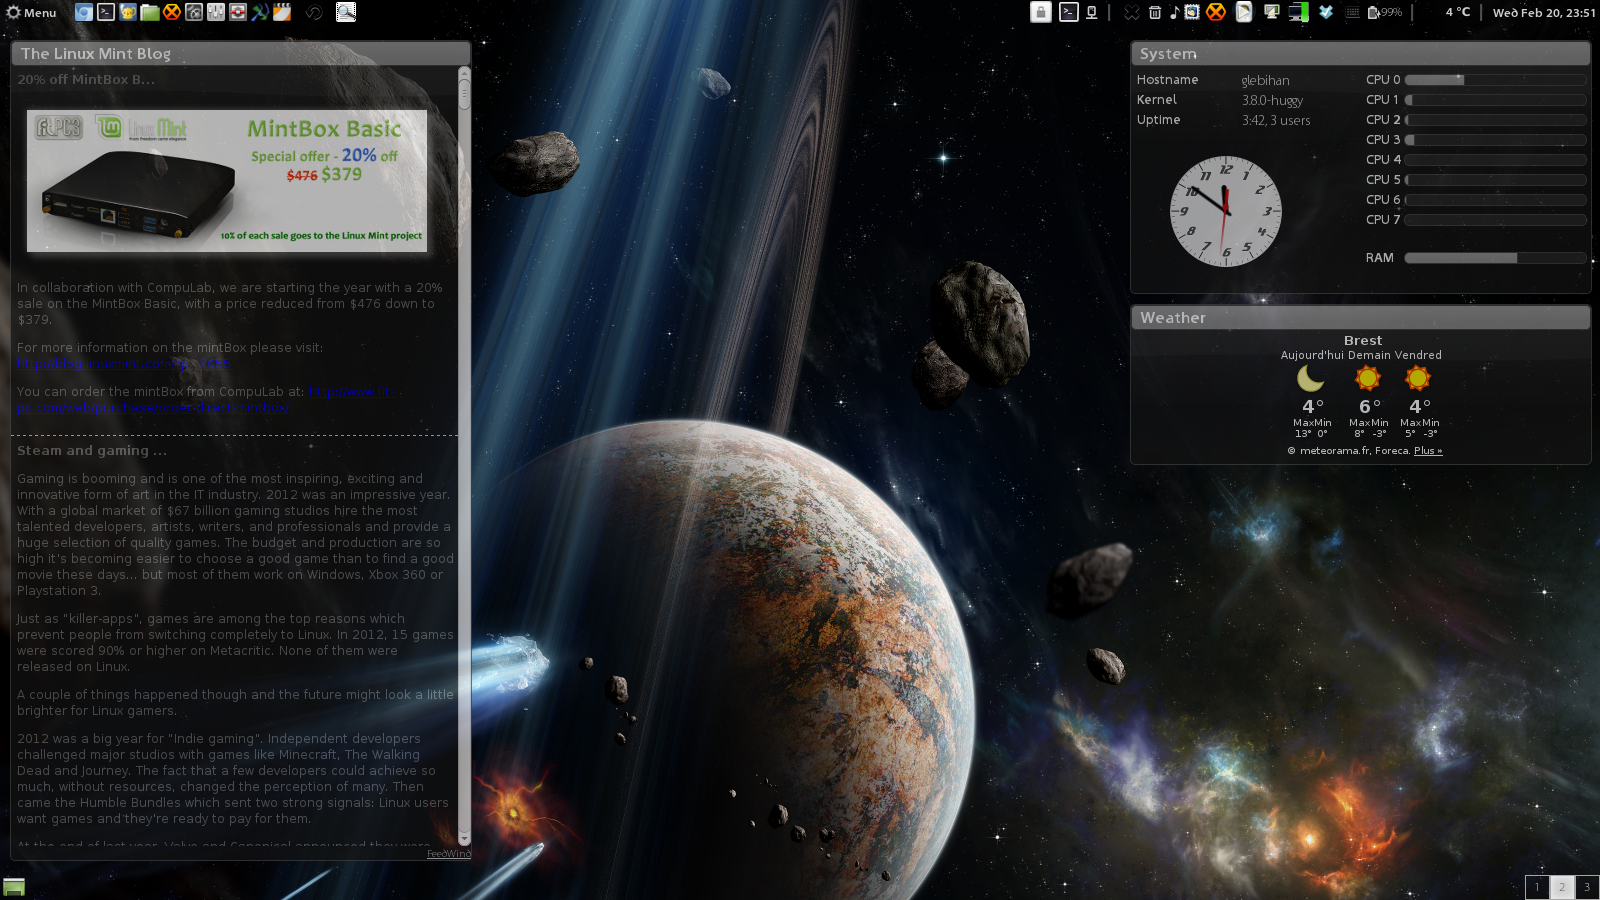 Menu
99%
4 °C
Wed Feb 20, 23:51
The Linux Mint Blog
20% off MintBox B...
fit PC3
Linux Mint
from freedom came elegance
MintBox Basic
Special offer - 20% off
$476 $379
10% of each sale goes to the Linux Mint project
In collaboration with CompuLab, we are starting the year with a 20%
sale on the MintBox Basic, with a price reduced from $476 down to
$379.
For more information on the mintBox please visit:
You can order the mintBox from CompuLab at:
Steam and gaming ...
Gaming is booming and is one of the most inspiring, exciting and
innovative form of art in the IT industry. 2012 was an impressive year.
With a global market of $67 billion gaming studios hire the most
talented developers, artists, writers, and professionals and provide a
huge selection of quality games. The budget and production are so
high it's becoming easier to choose a good game than to find a good
movie these days... but most of them work on Windows, Xbox 360 or
Playstation 3.
Just as "killer-apps", games are among the top reasons which
prevent people from switching completely to Linux. In 2012, 15 games
were scored 90% or higher on Metacritic. None of them were
released on Linux.
A couple of things happened though and the future might look a little
brighter for Linux gamers.
2012 was a big year for "Indie gaming". Independent developers
challenged major studios with games like Minecraft, The Walking
Dead and Journey. The fact that a few developers could achieve so
much, without resources, changed the perception of many. Then
came the Humble Bundles which sent two strong signals: Linux users
want games and they're ready to pay for them.
At the end of last year, Valve and Canonical announced they were
FeedWind
System
Hostname glebihan
Kernel 3.8.0-huggy
Uptime 3:42, 3 users
CPU 0
CPU 1
CPU 2
CPU 3
CPU 4
CPU 5
CPU 6
CPU 7
RAM
12 1 2 3 4 5 6 7 8 9 10 11
Weather
Brest
Aujourd'hui Demain Vendred
4° 6° 4°
MaxMin MaxMin MaxMin
13° 0° 8° -3° 5° -3°
© meteorama.fr, Foreca. Plus »
1 2 3